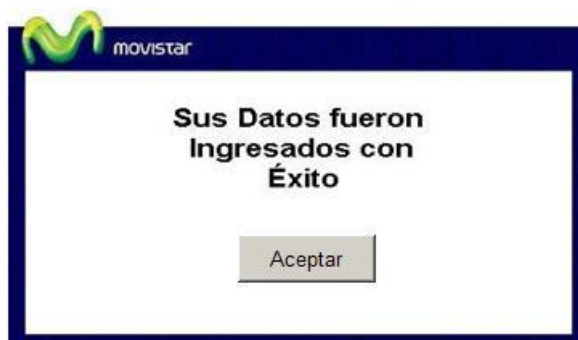 movistar
Sus Datos fueron
Ingresados con
Éxito
Aceptar